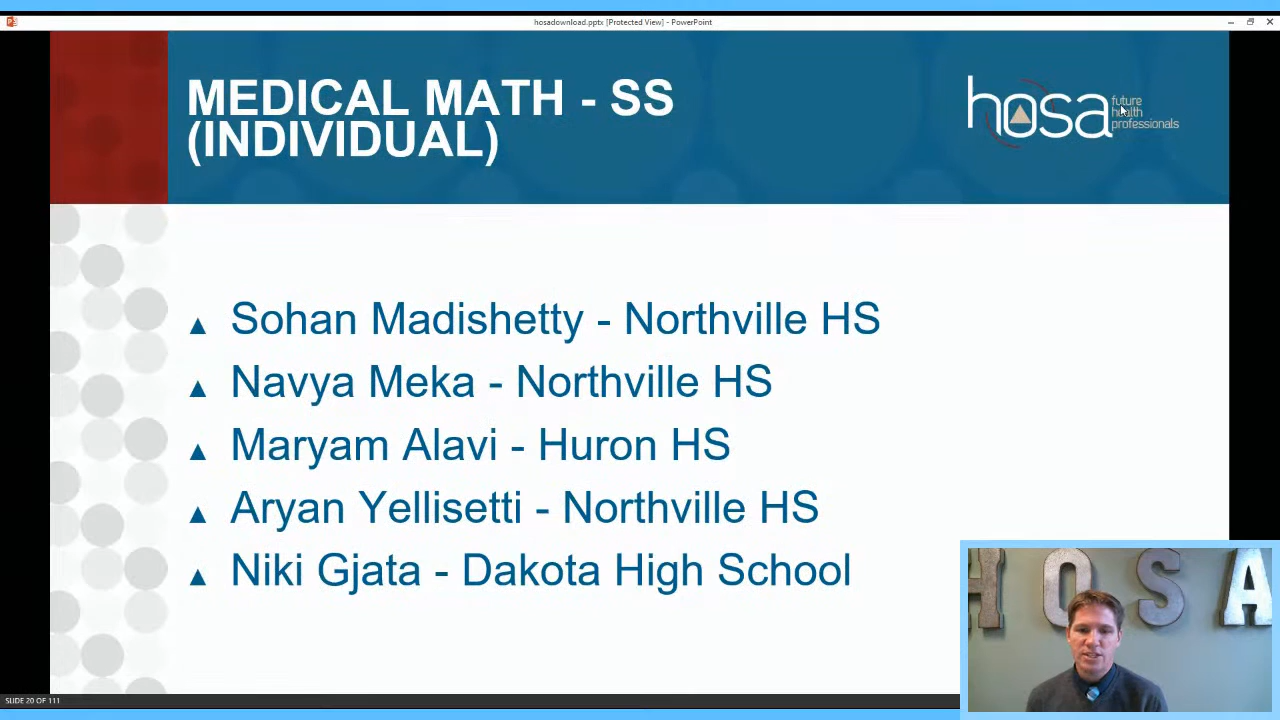 hosadownload.pptx [Protected View] - PowerPoint
MEDICAL MATH - SS
(INDIVIDUAL)
hosa
future
health
professionals
▲ Sohan Madishetty - Northville HS
▲ Navya Meka - Northville HS
▲ Maryam Alavi - Huron HS
▲ Aryan Yellisetti - Northville HS
▲ Niki Gjata - Dakota High School
HOSA
SLIDE 20 OF 111